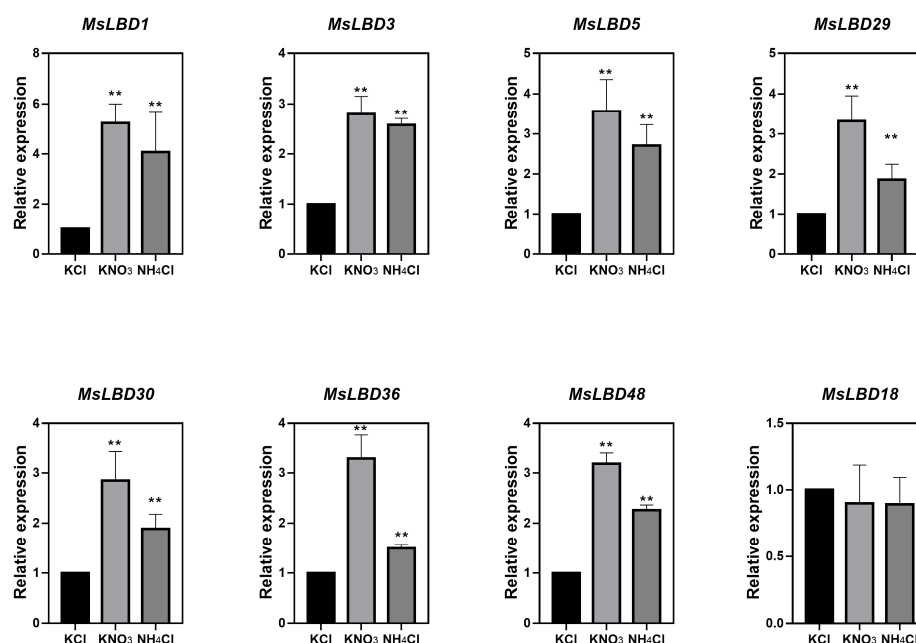 MsLBD1 MsLBD3 MsLBD5 MsLBD29
Relative expression Relative expression Relative expression Relative expression
8 4 5 5
6 3 4 4
4 2 3 3
2 1 2 2
0 0 1 1
0 0
** ** ** ** ** ** ** **
KCl KNO₃ NH₄Cl KCl KNO₃ NH₄Cl KCl KNO₃ NH₄Cl KCl KNO₃ NH₄Cl
MsLBD30 MsLBD36 MsLBD48 MsLBD18
Relative expression Relative expression Relative expression Relative expression
4 4 4 1.5
3 3 3 1.0
2 2 2 0.5
1 1 1 0.0
0 0 0
** ** ** ** ** **
KCl KNO₃ NH₄Cl KCl KNO₃ NH₄Cl KCl KNO₃ NH₄Cl KCl KNO₃ NH₄Cl